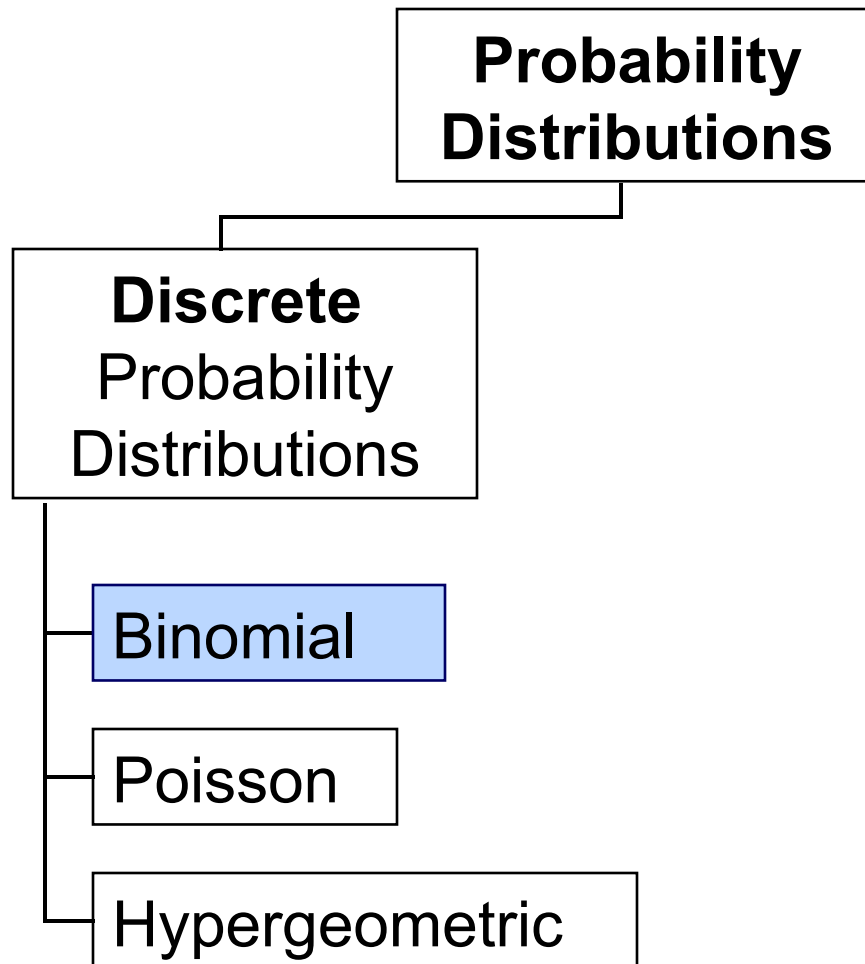 Probability
Distributions
Discrete
Probability
Distributions
Binomial
Poisson
Hypergeometric